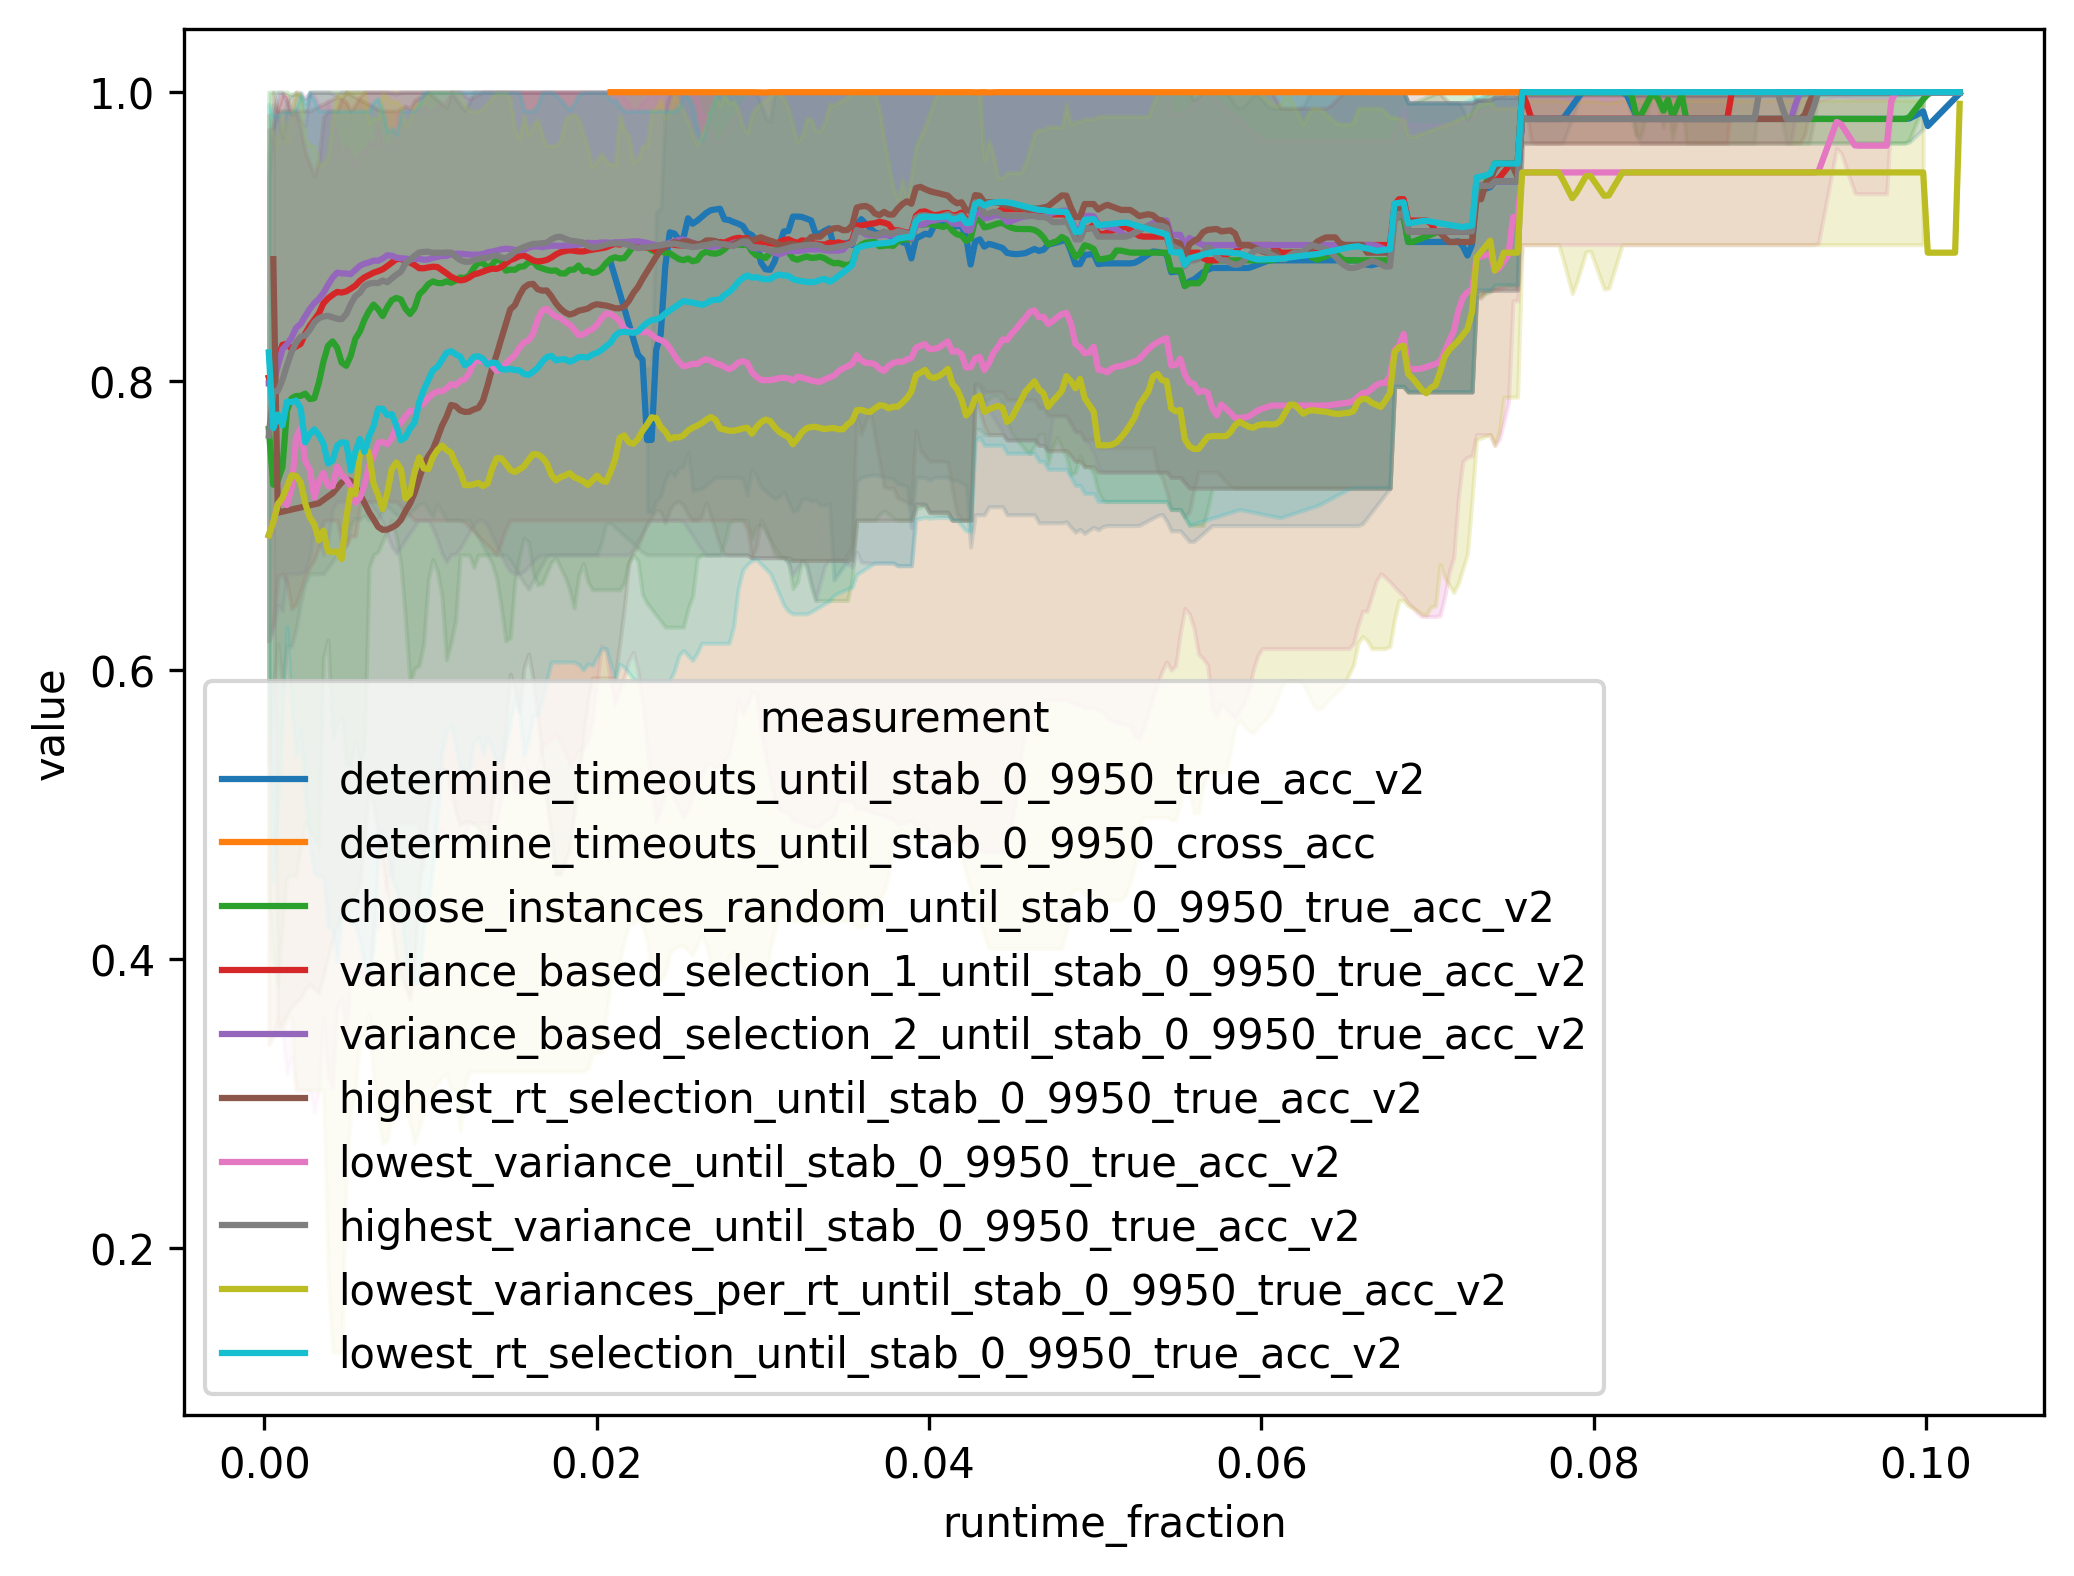 1.0
0.8
0.6
0.4
0.2
value
measurement
determine_timeouts_until_stab_0_9950_true_acc_v2
determine_timeouts_until_stab_0_9950_cross_acc
choose_instances_random_until_stab_0_9950_true_acc_v2
variance_based_selection_1_until_stab_0_9950_true_acc_v2
variance_based_selection_2_until_stab_0_9950_true_acc_v2
highest_rt_selection_until_stab_0_9950_true_acc_v2
lowest_variance_until_stab_0_9950_true_acc_v2
highest_variance_until_stab_0_9950_true_acc_v2
lowest_variances_per_rt_until_stab_0_9950_true_acc_v2
lowest_rt_selection_until_stab_0_9950_true_acc_v2
0.00 0.02 0.04 0.06 0.08 0.10
runtime_fraction